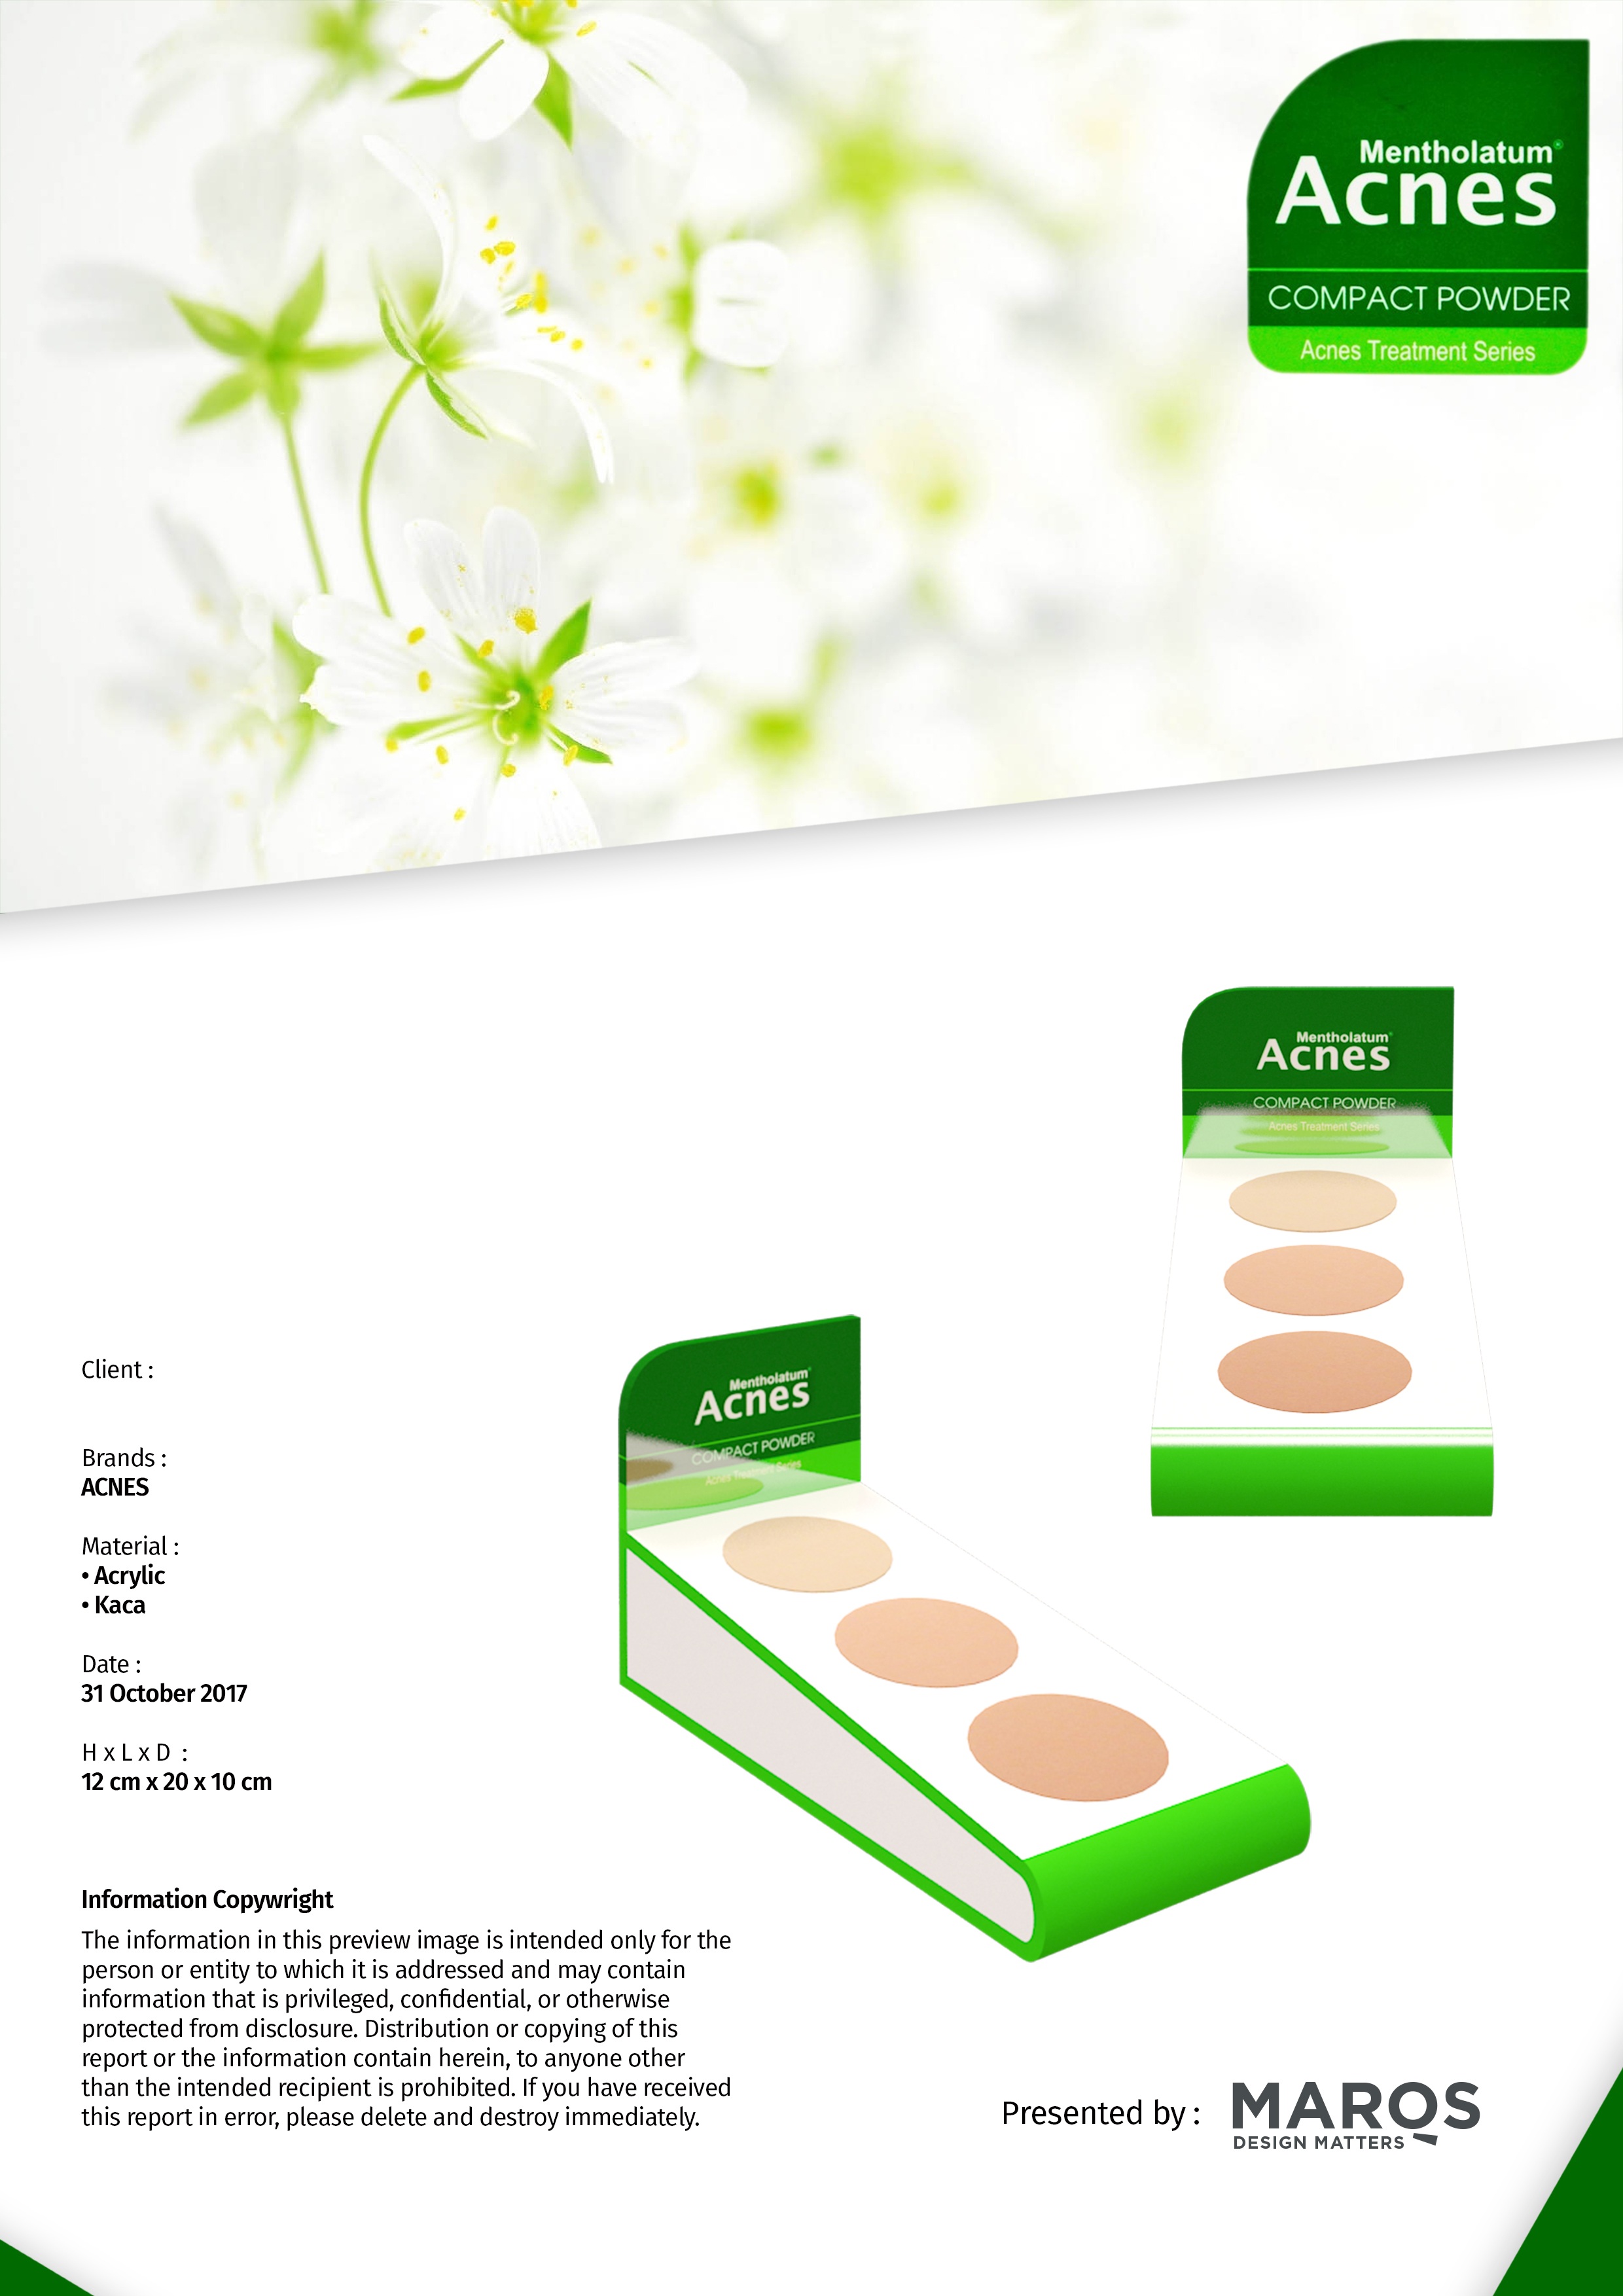 Mentholatum®
Acnes
COMPACT POWDER
Acnes Treatment Series
Mentholatum®
Acnes
COMPACT POWDER
Acnes Treatment Series
Mentholatum®
Acnes
COMPACT POWDER
Acnes Treatment Series
Client :
Brands :
ACNES
Material :
• Acrylic
• Kaca
Date :
31 October 2017
H x L x D :
12 cm x 20 x 10 cm
Information Copywright
The information in this preview image is intended only for the
person or entity to which it is addressed and may contain
information that is privileged, confidential, or otherwise
protected from disclosure. Distribution or copying of this
report or the information contain herein, to anyone other
than the intended recipient is prohibited. If you have received
this report in error, please delete and destroy immediately.
Presented by :
MARQS
DESIGN MATTERS